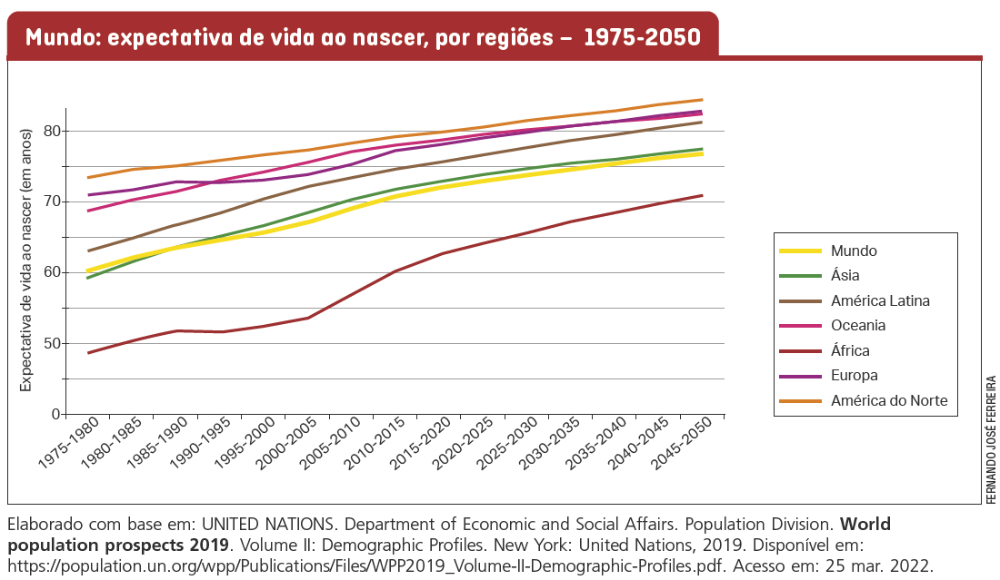 Mundo: expectativa de vida ao nascer, por regiões – 1975-2050
Expectativa de vida ao nascer (em anos)
80
70
60
50
0
1975-1980
1980-1985
1985-1990
1990-1995
1995-2000
2000-2005
2005-2010
2010-2015
2015-2020
2020-2025
2025-2030
2030-2035
2035-2040
2040-2045
2045-2050
Mundo
Ásia
América Latina
Oceania
África
Europa
América do Norte
FERNANDO JOSÉ FERREIRA
Elaborado com base em: UNITED NATIONS. Department of Economic and Social Affairs. Population Division. World
population prospects 2019. Volume II: Demographic Profiles. New York: United Nations, 2019. Disponível em:
https://population.un.org/wpp/Publications/Files/WPP2019_Volume-II-Demographic-Profiles.pdf. Acesso em: 25 mar. 2022.